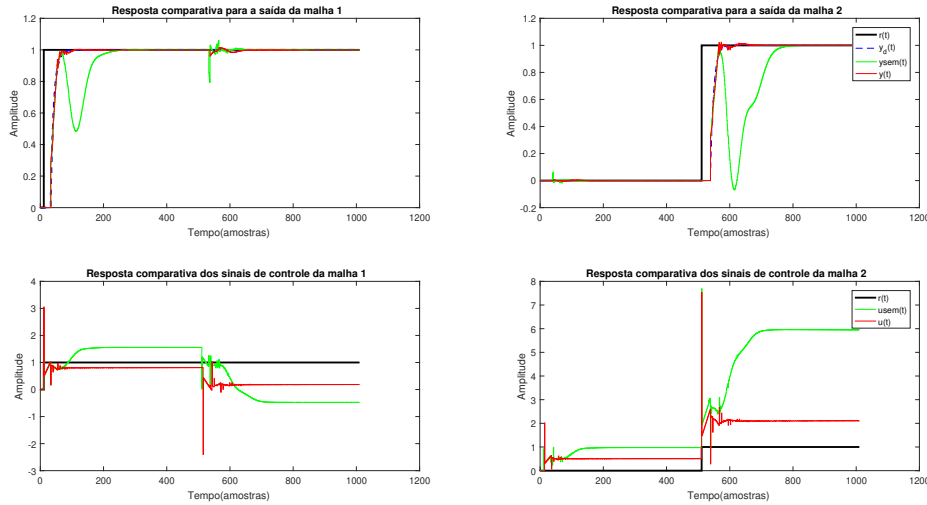 Resposta comparativa para a saída da malha 1
Amplitude
1.2
1
0.8
0.6
0.4
0.2
0
0 200 400 600 800 1000 1200
Tempo(amostras)
Resposta comparativa para a saída da malha 2
Amplitude
1.2
1
0.8
0.6
0.4
0.2
0
-0.2
0 200 400 600 800 1000 1200
Tempo(amostras)
r(t)
y_d(t)
ysem(t)
y(t)
Resposta comparativa dos sinais de controle da malha 1
Amplitude
4
3
2
1
0
-1
-2
-3
0 200 400 600 800 1000 1200
Tempo(amostras)
Resposta comparativa dos sinais de controle da malha 2
Amplitude
8
7
6
5
4
3
2
1
0
0 200 400 600 800 1000 1200
Tempo(amostras)
r(t)
usem(t)
u(t)